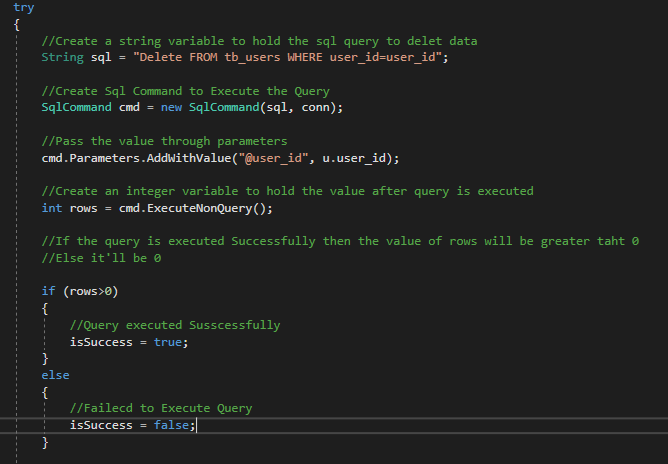 try
{
//Create a string variable to hold the sql query to delet data
String sql = "Delete FROM tb_users WHERE user_id=user_id";
//Create Sql Command to Execute the Query
SqlCommand cmd = new SqlCommand(sql, conn);
//Pass the value through parameters
cmd.Parameters.AddWithValue("@user_id", u.user_id);
//Create an integer variable to hold the value after query is executed
int rows = cmd.ExecuteNonQuery();
//If the query is executed Successfully then the value of rows will be greater taht 0
//Else it'll be 0
if (rows>0)
{
//Query executed Susscessfully
isSuccess = true;
}
else
{
//Failecd to Execute Query
isSuccess = false;
}